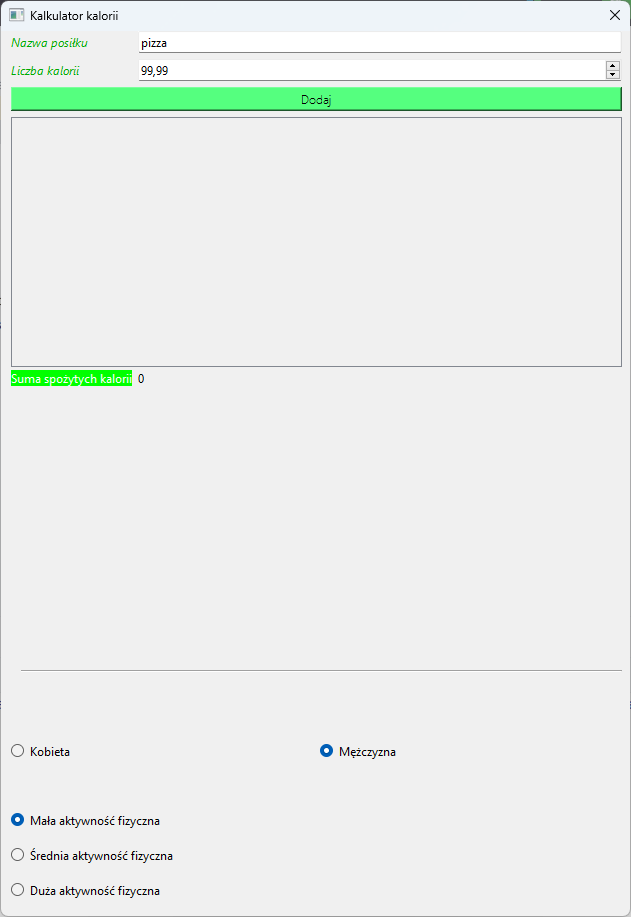 Kalkulator kalorii
Nazwa posiłku pizza
Liczba kalorii 99,99
Dodaj
Suma spożytych kalorii 0
Kobieta Mężczyzna
Mała aktywność fizyczna
Średnia aktywność fizyczna
Duża aktywność fizyczna